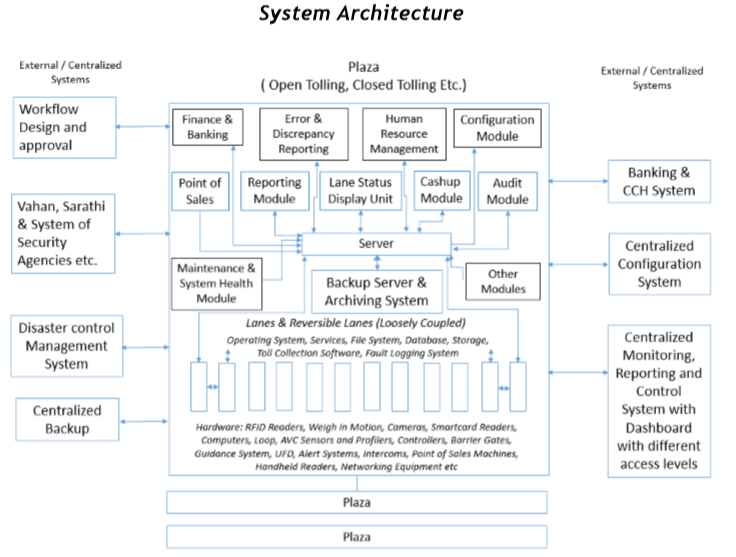 System Architecture
External / Centralized
Systems
Plaza
( Open Tolling, Closed Tolling Etc.)
External / Centralized
Systems
Workflow
Design and
approval
Vahan, Sarathi
& System of
Security
Agencies etc.
Disaster control
Management
System
Centralized
Backup
Finance &
Banking
Error &
Discrepancy
Reporting
Human
Resource
Management
Configuration
Module
Point of
Sales
Reporting
Module
Lane Status
Display Unit
Cashup
Module
Audit
Module
Server
Maintenance &
System Health
Module
Backup Server &
Archiving System
Other
Modules
Lanes & Reversible Lanes (Loosely Coupled)
Operating System, Services, File System, Database, Storage,
Toll Collection Software, Fault Logging System
Hardware: RFID Readers, Weigh In Motion, Cameras, Smartcard Readers,
Computers, Loop, AVC Sensors and Profilers, Controllers, Barrier Gates,
Guidance System, UFD, Alert Systems, Intercoms, Point of Sales Machines,
Handheld Readers, Networking Equipment etc
Banking &
CCH System
Centralized
Configuration
System
Centralized
Monitoring,
Reporting and
Control
System with
Dashboard
with different
access levels
Plaza
Plaza